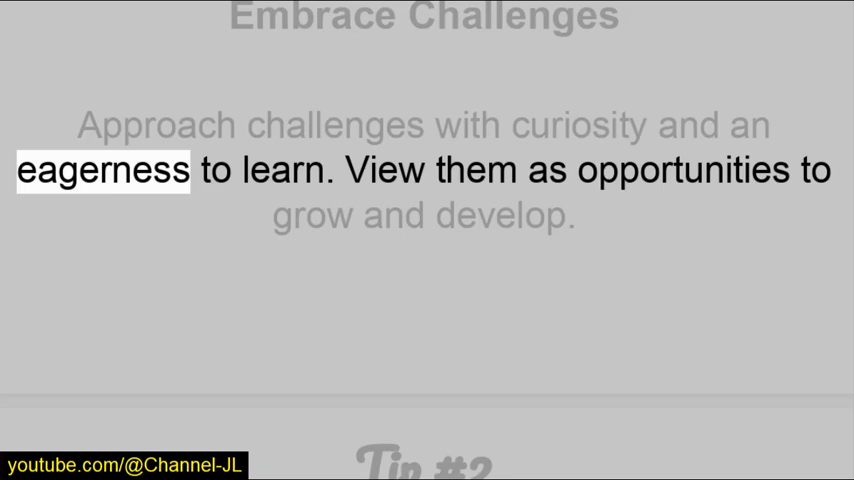 Embrace Challenges
Approach challenges with curiosity and an
eagerness to learn. View them as opportunities to
grow and develop.
Tip #2
youtube.com/@Channel-JL